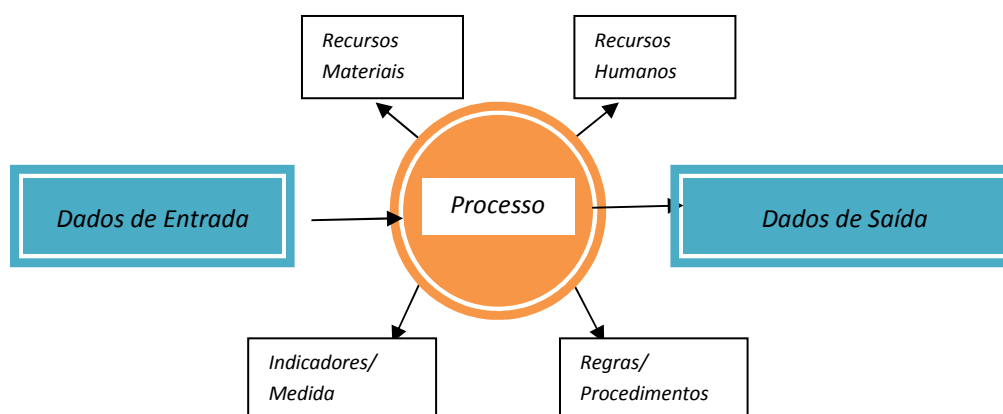 Recursos
Materiais
Recursos
Humanos
Dados de Entrada
Processo
Dados de Saída
Indicadores/
Medida
Regras/
Procedimentos